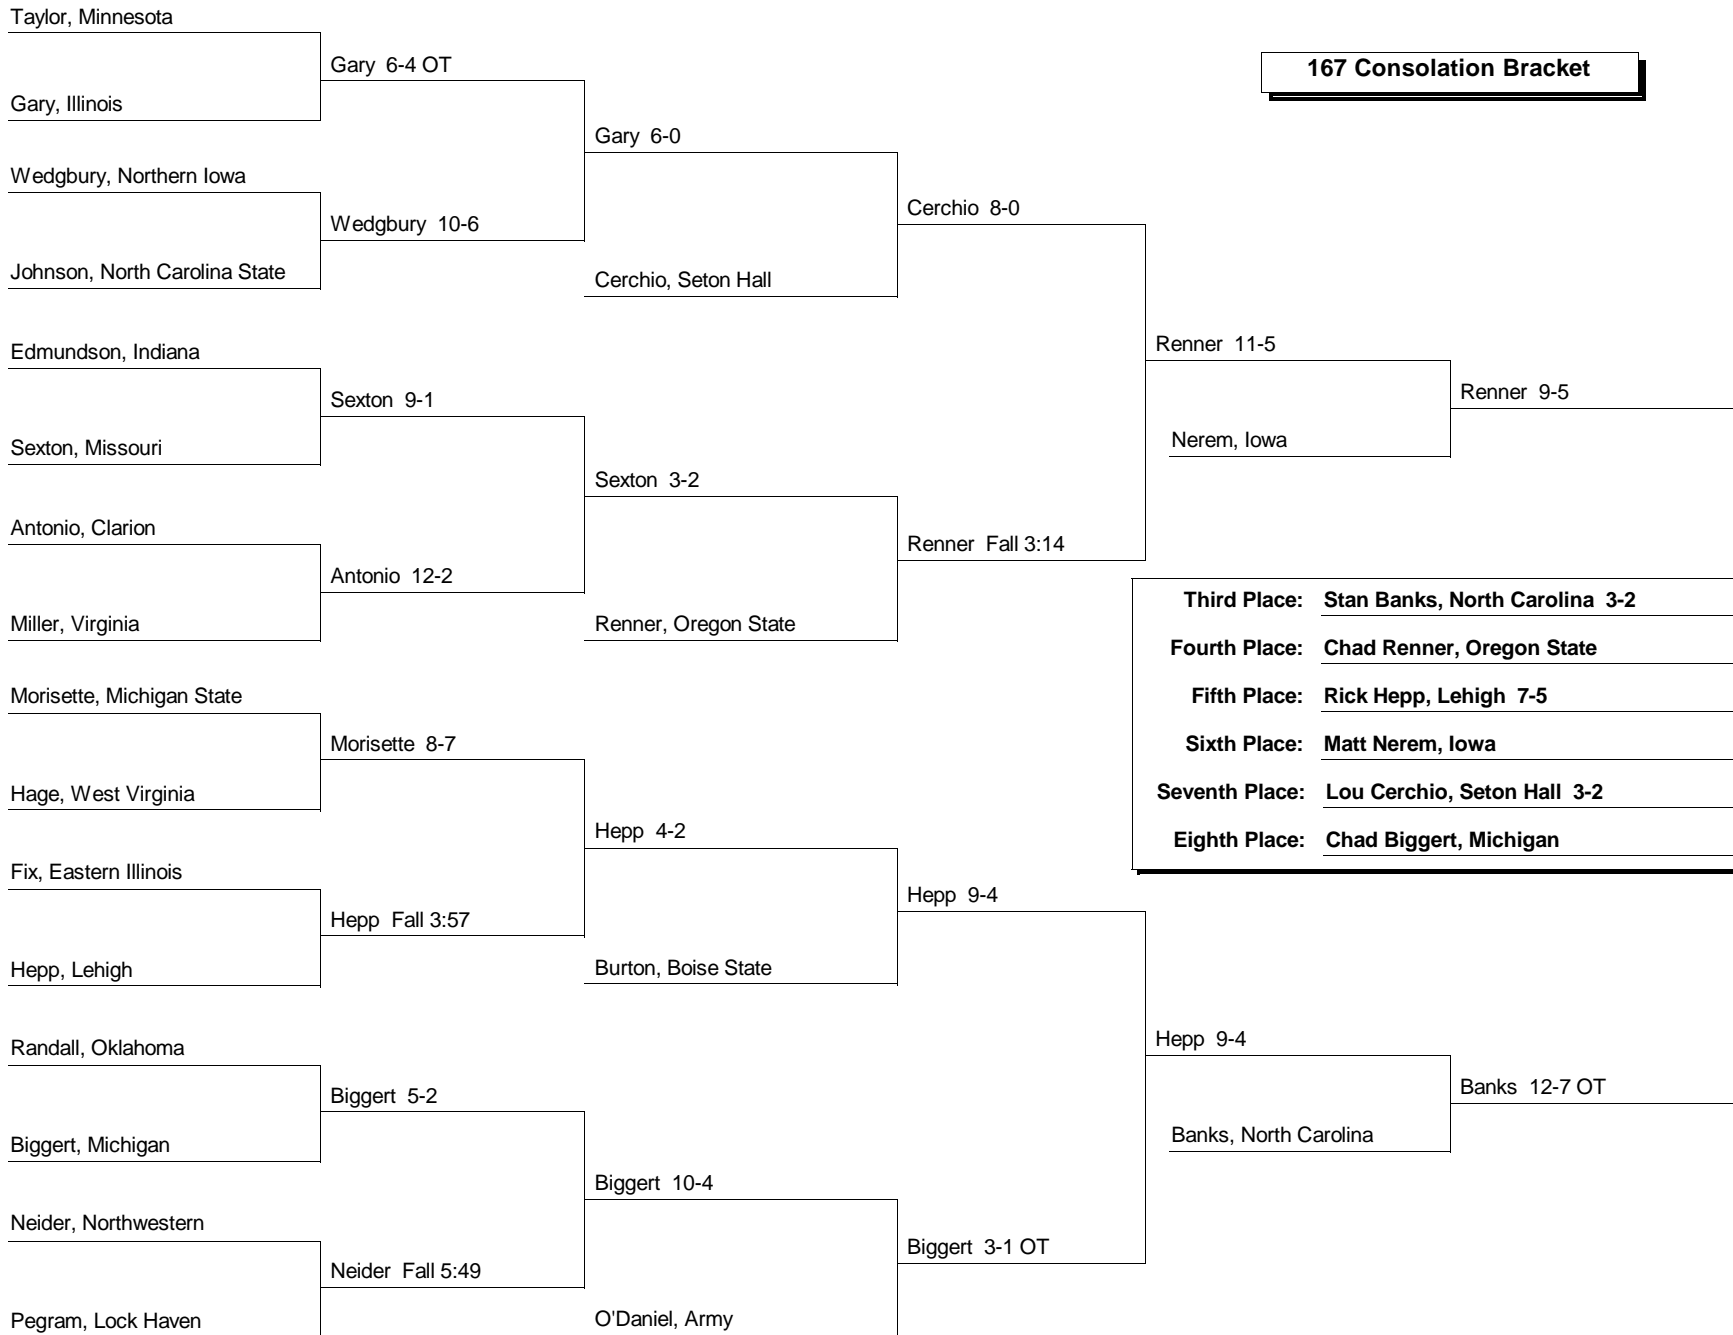 Taylor, Minnesota
Gary 6-4 OT
167 Consolation Bracket
Gary, Illinois
Gary 6-0
Wedgbury, Northern Iowa
Cerchio 8-0
Wedgbury 10-6
Johnson, North Carolina State
Cerchio, Seton Hall
Renner 11-5
Edmundson, Indiana
Renner 9-5
Sexton 9-1
Nerem, Iowa
Sexton, Missouri
Sexton 3-2
Antonio, Clarion
Renner Fall 3:14
Antonio 12-2
Miller, Virginia
Renner, Oregon State
Third Place: Stan Banks, North Carolina 3-2
Fourth Place: Chad Renner, Oregon State
Fifth Place: Rick Hepp, Lehigh 7-5
Sixth Place: Matt Nerem, Iowa
Seventh Place: Lou Cerchio, Seton Hall 3-2
Eighth Place: Chad Biggert, Michigan
Morisette, Michigan State
Morisette 8-7
Hage, West Virginia
Hepp 4-2
Fix, Eastern Illinois
Hepp 9-4
Hepp Fall 3:57
Hepp, Lehigh
Burton, Boise State
Hepp 9-4
Randall, Oklahoma
Banks 12-7 OT
Biggert 5-2
Banks, North Carolina
Biggert, Michigan
Biggert 10-4
Neider, Northwestern
Biggert 3-1 OT
Neider Fall 5:49
Pegram, Lock Haven
O'Daniel, Army